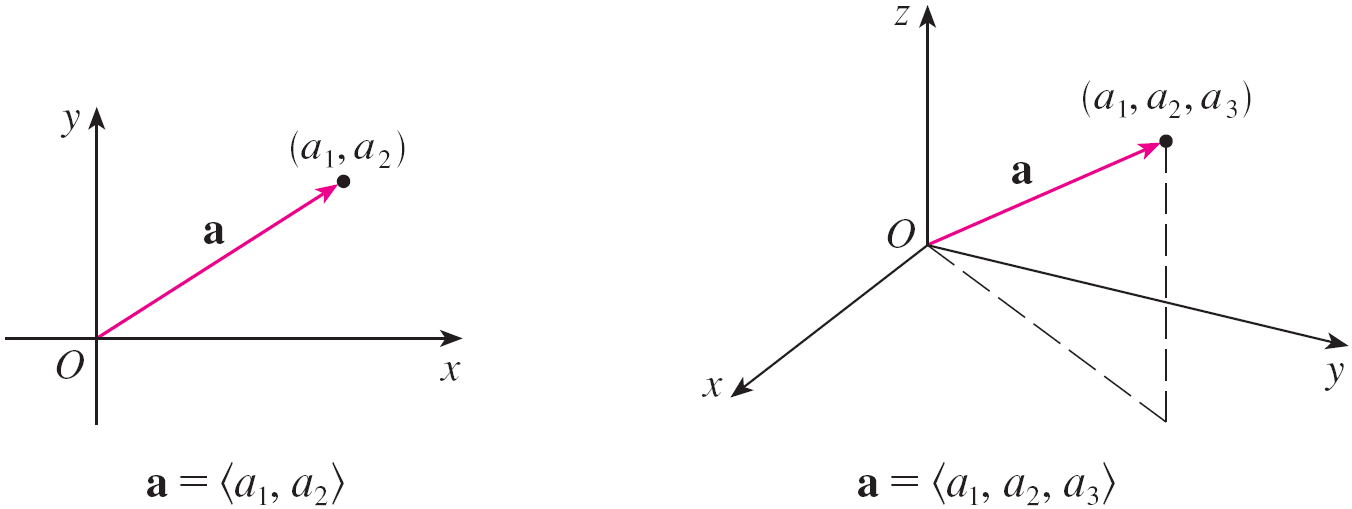 y
(a₁, a₂)
a
O
x
a = ⟨a₁, a₂⟩
z
(a₁, a₂, a₃)
a
O
x
y
a = ⟨a₁, a₂, a₃⟩